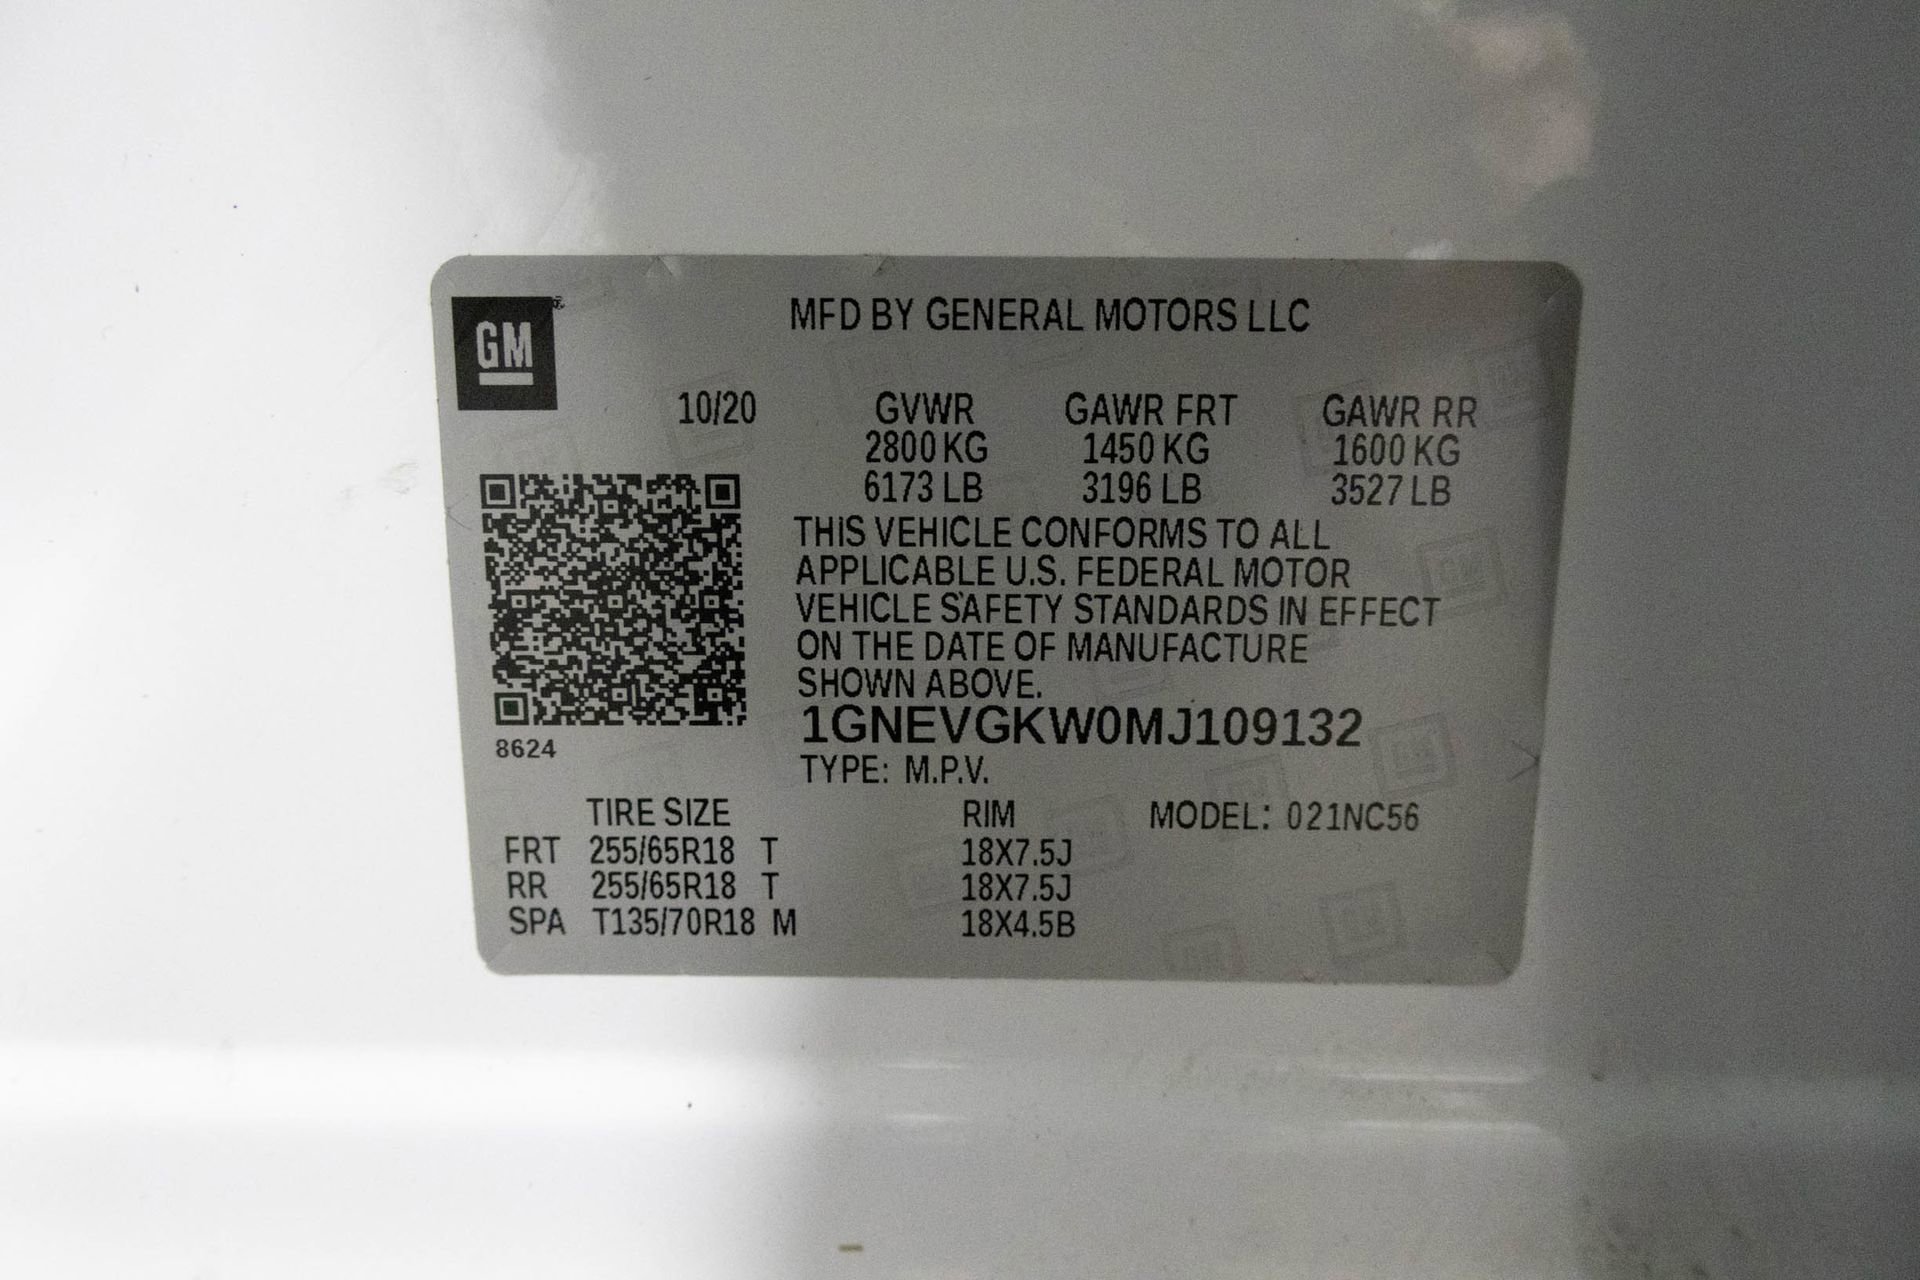 GM
MFD BY GENERAL MOTORS LLC
10/20 GVWR GAWR FRT GAWR RR
2800 KG 1450 KG 1600 KG
6173 LB 3196 LB 3527 LB
THIS VEHICLE CONFORMS TO ALL
APPLICABLE U.S. FEDERAL MOTOR
VEHICLE SAFETY STANDARDS IN EFFECT
ON THE DATE OF MANUFACTURE
SHOWN ABOVE.
1GNEVGKW0MJ109132
8624
TYPE: M.P.V.
TIRE SIZE RIM MODEL: 021NC56
FRT 255/65R18 T 18X7.5J
RR 255/65R18 T 18X7.5J
SPA T135/70R18 M 18X4.5B